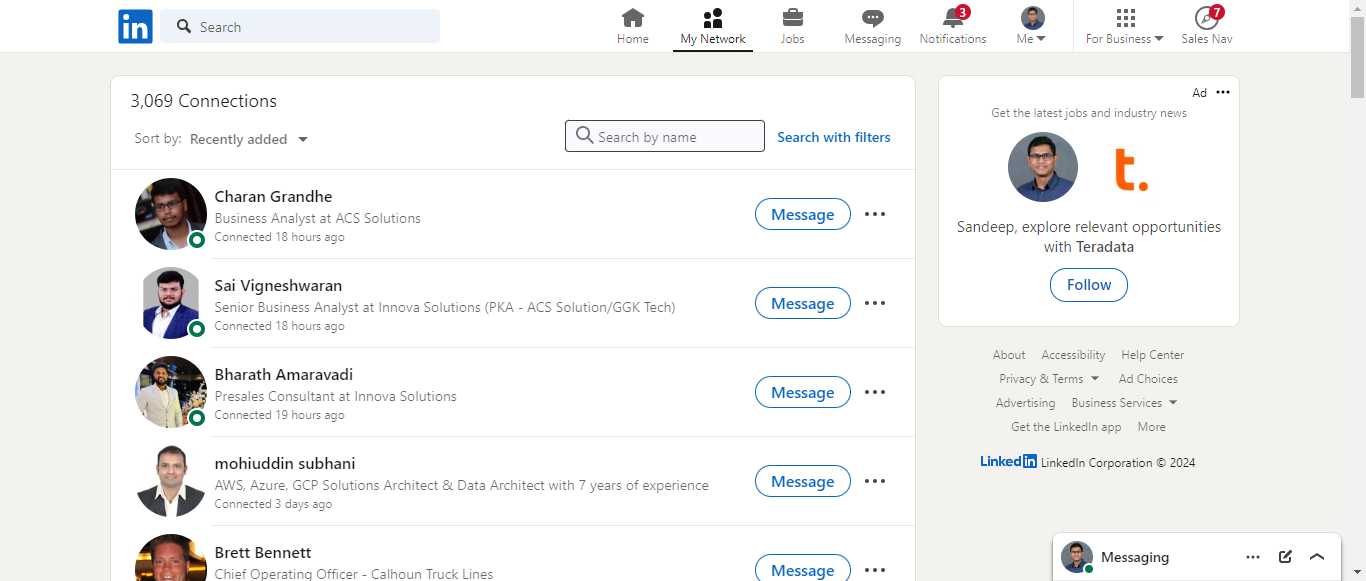 in
Search
Home
My Network
Jobs
Messaging
3
Notifications
Me
For Business
7
Sales Nav
3,069 Connections
Sort by: Recently added
Search by name
Search with filters
Charan Grandhe
Business Analyst at ACS Solutions
Connected 18 hours ago
Message
Sai Vigneshwaran
Senior Business Analyst at Innova Solutions (PKA - ACS Solution/GGK Tech)
Connected 18 hours ago
Message
Bharath Amaravadi
Presales Consultant at Innova Solutions
Connected 19 hours ago
Message
mohiuddin subhani
AWS, Azure, GCP Solutions Architect & Data Architect with 7 years of experience
Connected 3 days ago
Message
Brett Bennett
Chief Operating Officer - Calhoun Truck Lines
Message
Ad
Get the latest jobs and industry news
t.
Sandeep, explore relevant opportunities
with Teradata
Follow
About Accessibility Help Center
Privacy & Terms Ad Choices
Advertising Business Services
Get the LinkedIn app More
LinkedIn LinkedIn Corporation © 2024
Messaging